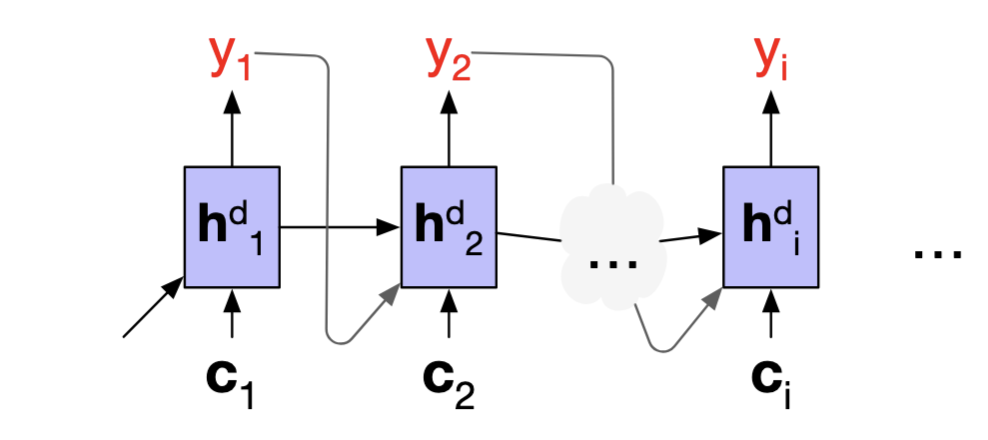 y₁ y₂ yᵢ
hᵈ₁ hᵈ₂ ... hᵈᵢ ...
c₁ c₂ cᵢ